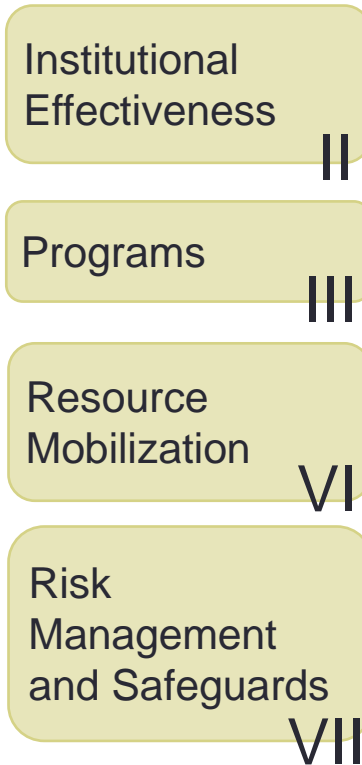 Institutional
Effectiveness
II
Programs
III
Resource
Mobilization
VI
Risk
Management
and Safeguards
VII